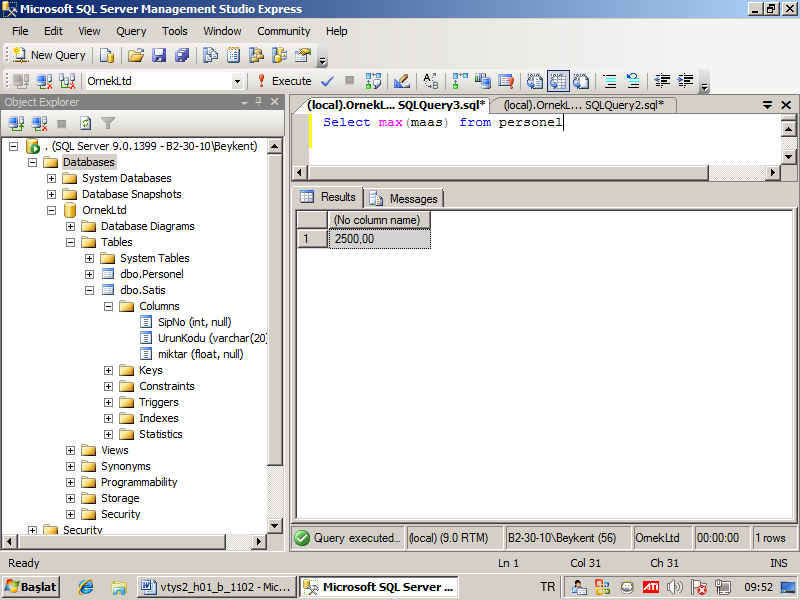 Microsoft SQL Server Management Studio Express
File Edit View Query Tools Window Community Help
New Query
OrnekLtd Execute
Object Explorer
. (SQL Server 9.0.1399 - B2-30-10\Beykent)
Databases
System Databases
Database Snapshots
OrnekLtd
Database Diagrams
Tables
System Tables
dbo.Personel
dbo.Satis
Columns
SipNo (int, null)
UrunKodu (varchar(20)
miktar (float, null)
Keys
Constraints
Triggers
Indexes
Statistics
Views
Synonyms
Programmability
Storage
Security
Security
(local).OrnekL... SQLQuery3.sql* (local).OrnekL... SQLQuery2.sql*
Select max(maas) from personel
Results Messages
(No column name)
1 2500,00
Query executed... (local) (9.0 RTM) B2-30-10\Beykent (56) OrnekLtd 00:00:00 1 rows
Ready Ln 1 Col 31 Ch 31 INS
Başlat vtys2_h01_b_1102 - Mic... Microsoft SQL Server ... TR ATI 09:52